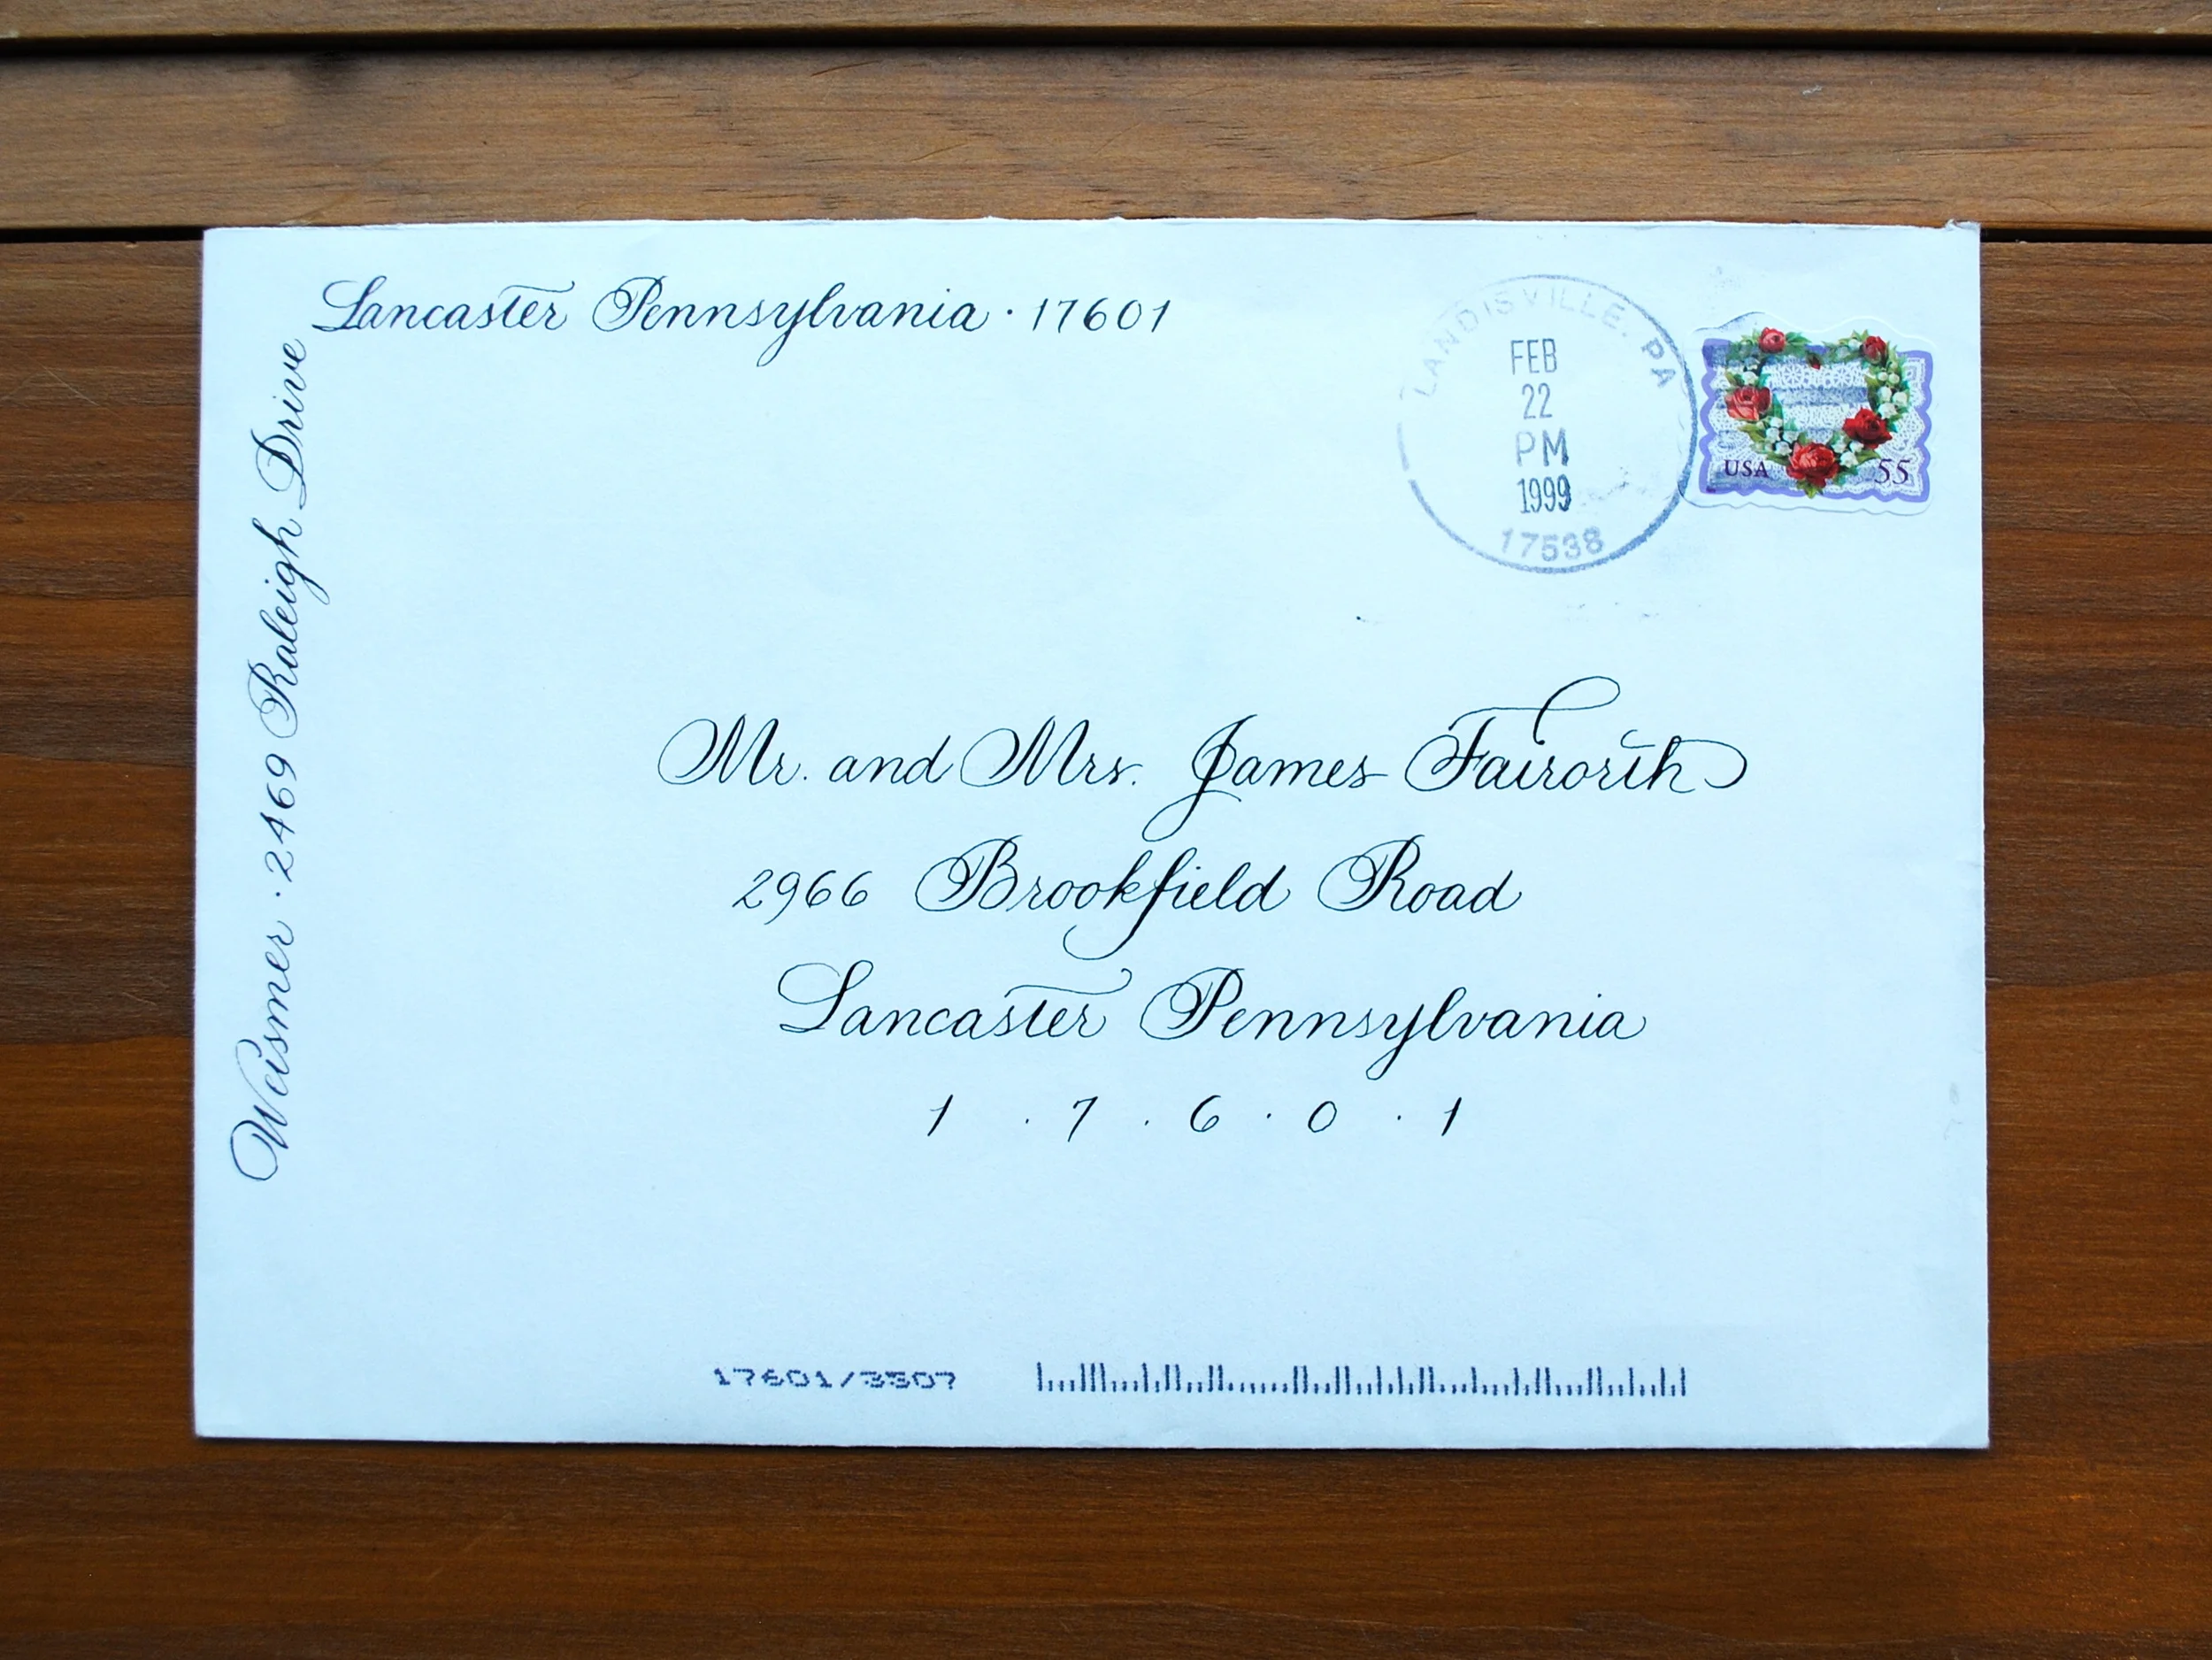 Weismer · 2469 Raleigh Drive
Lancaster Pennsylvania · 17601
LANDISVILLE, PA
FEB
22
PM
1999
17538
USA 55
Mr. and Mrs. James Fairorth
2966 Brookfield Road
Lancaster Pennsylvania
1 · 7 · 6 · 0 · 1
17601/3307